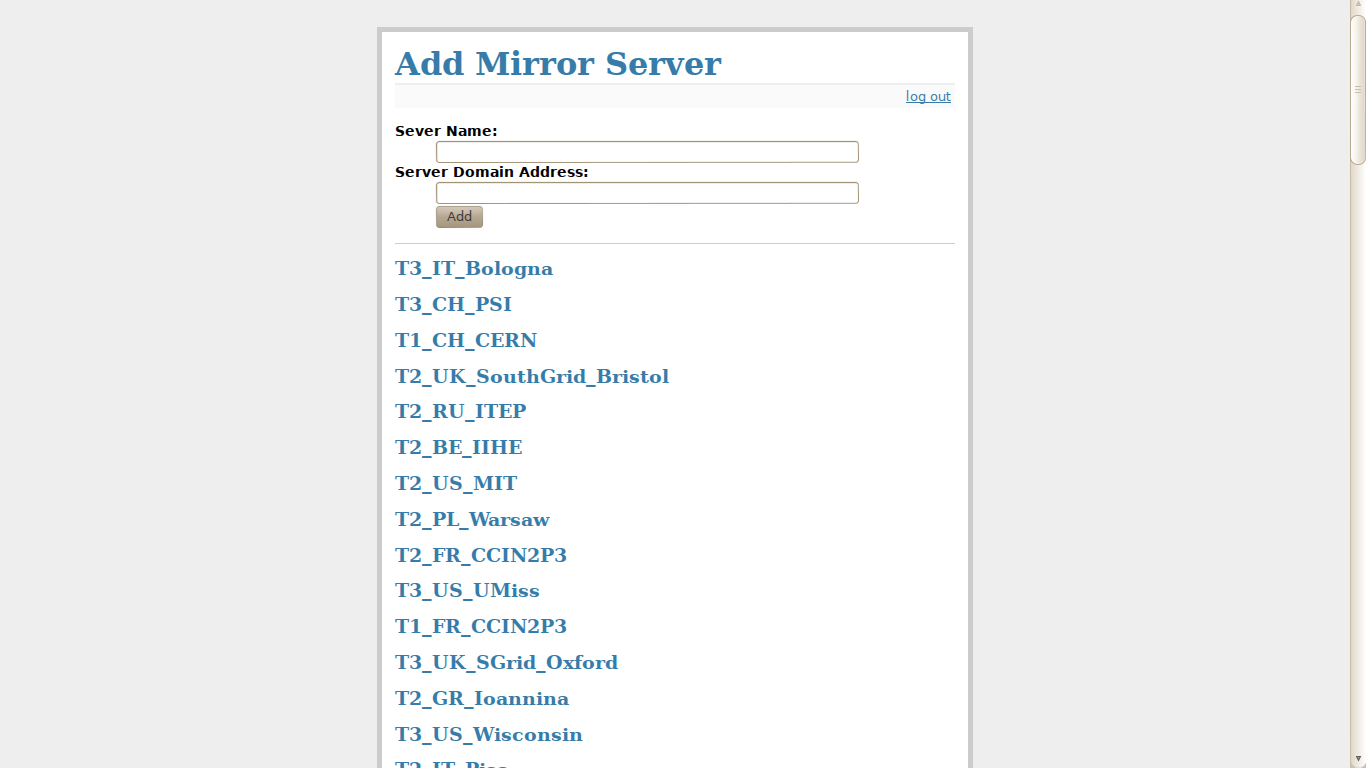 Add Mirror Server
log out
Sever Name:
Server Domain Address:
Add
T3_IT_Bologna
T3_CH_PSI
T1_CH_CERN
T2_UK_SouthGrid_Bristol
T2_RU_ITEP
T2_BE_IIHE
T2_US_MIT
T2_PL_Warsaw
T2_FR_CCIN2P3
T3_US_UMiss
T1_FR_CCIN2P3
T3_UK_SGrid_Oxford
T2_GR_Ioannina
T3_US_Wisconsin
T2_IT_Pisa